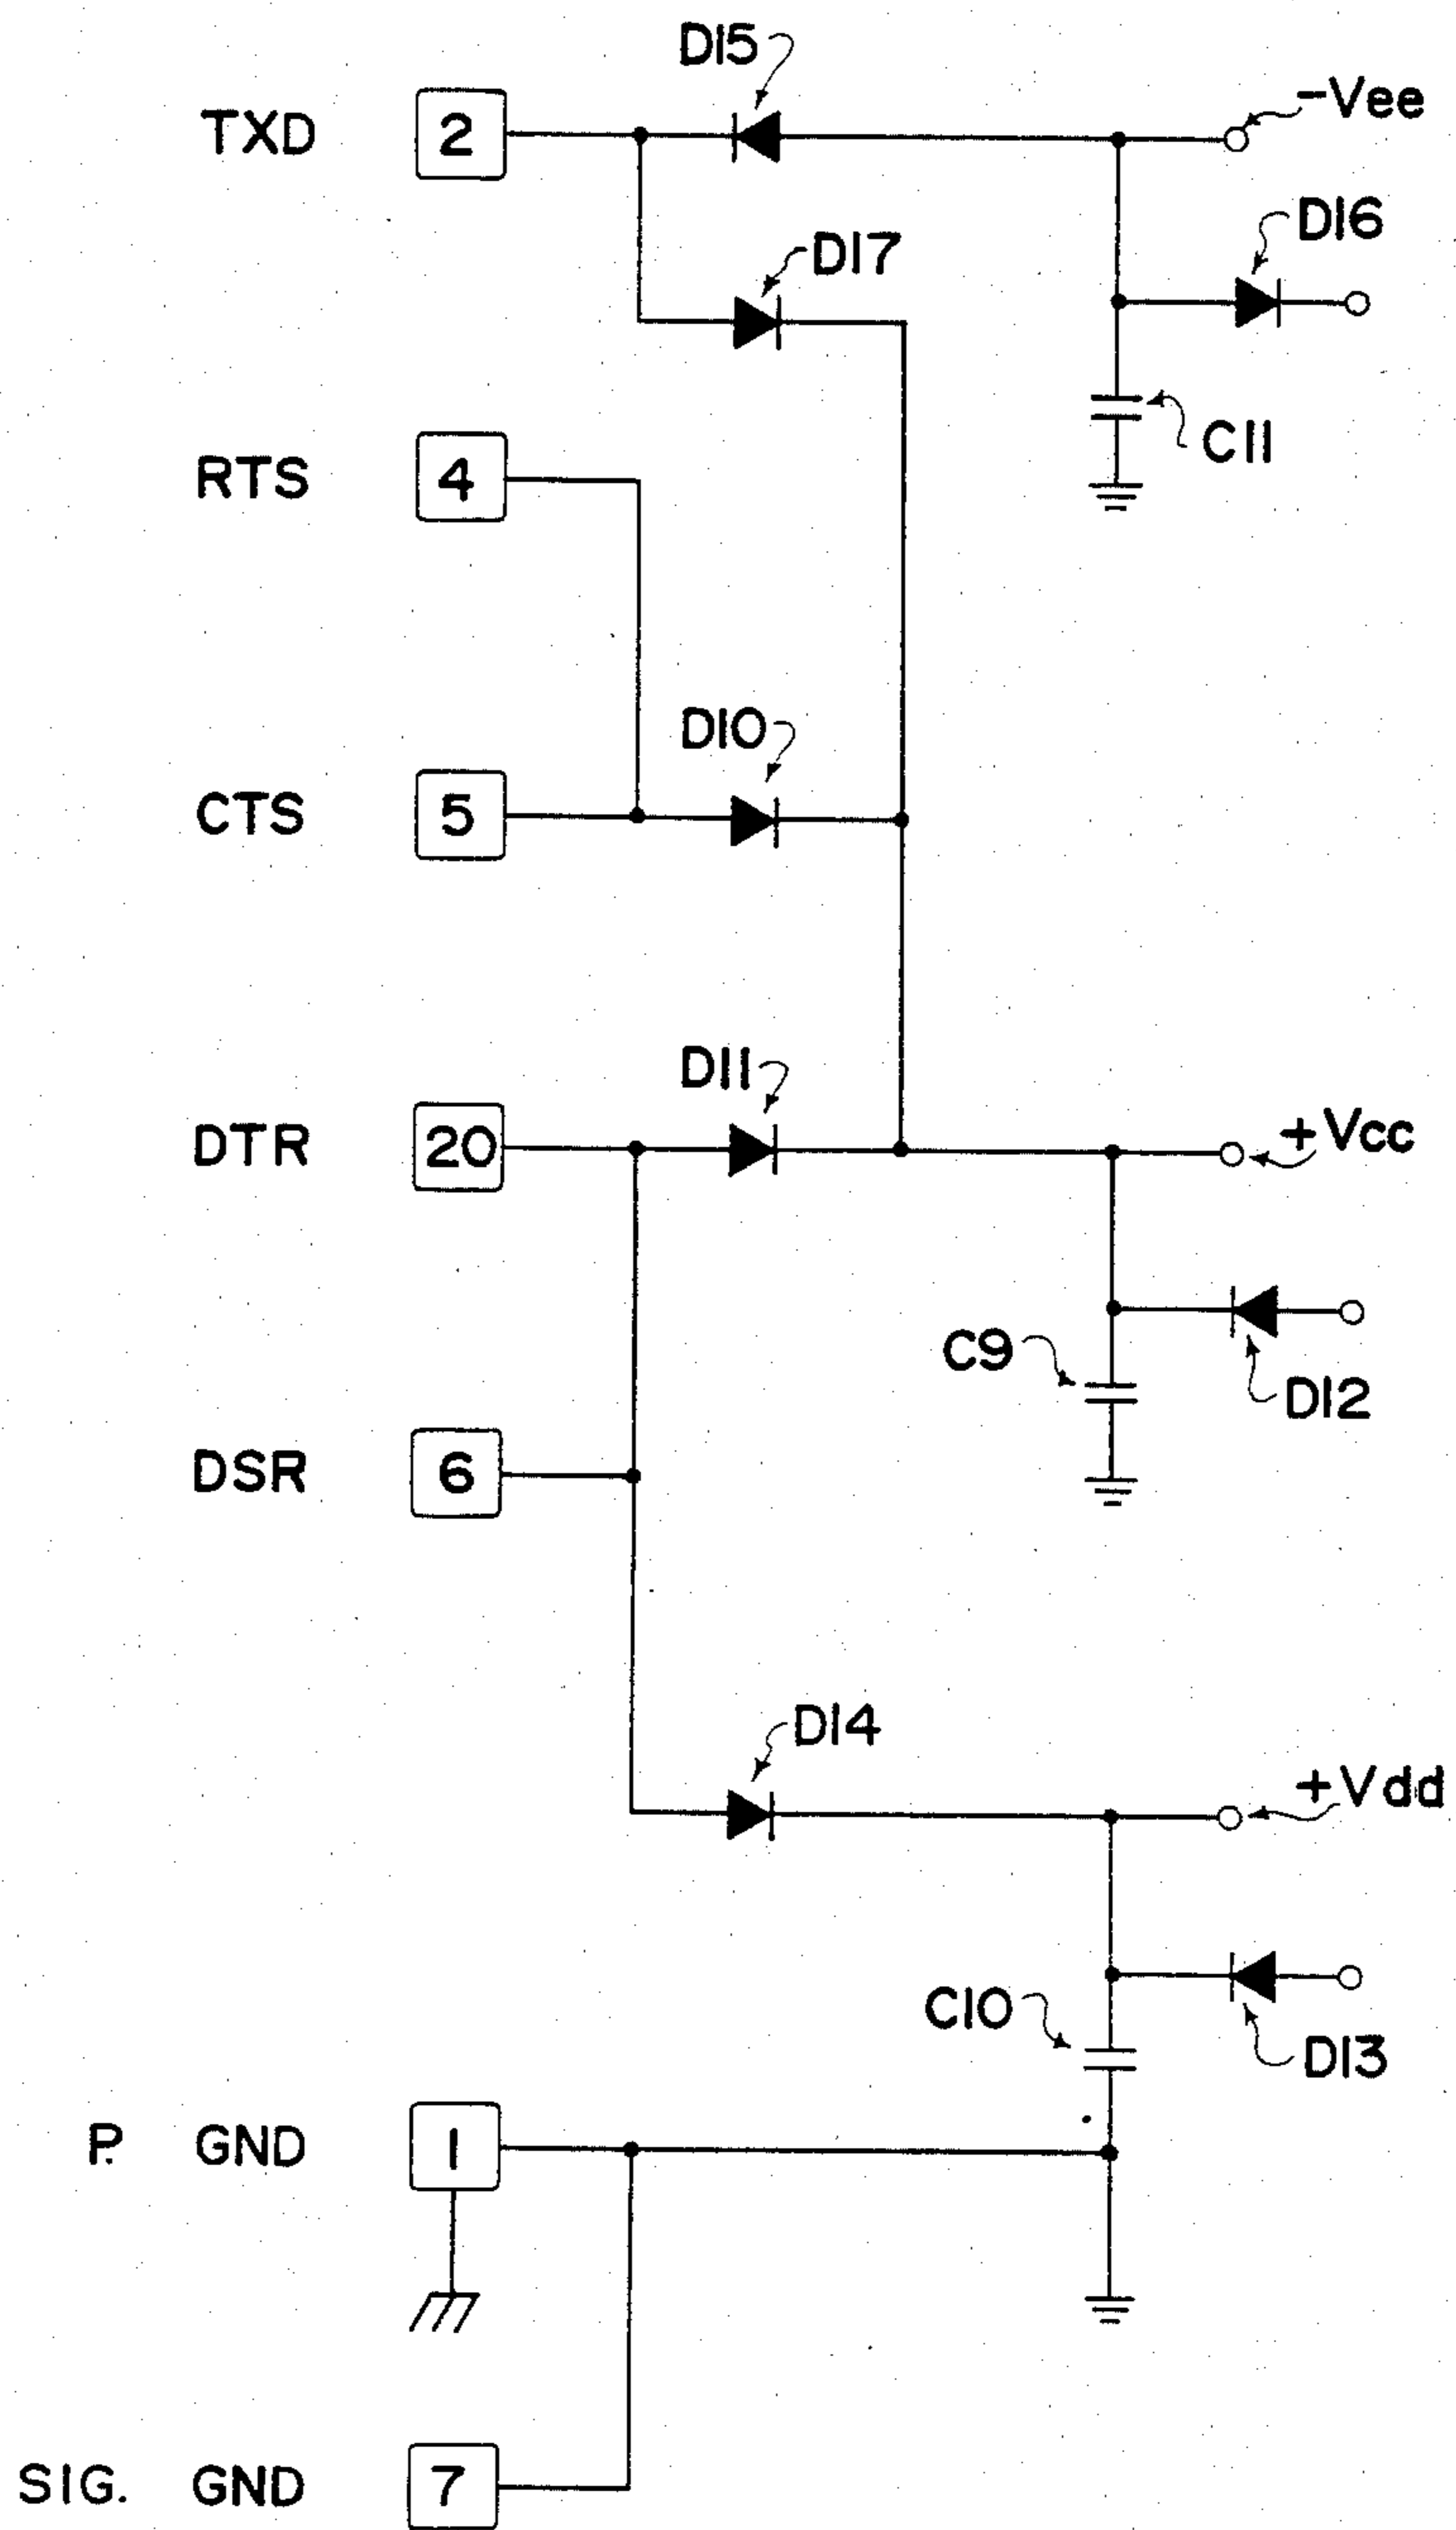 D15
TXD 2 -Vee
D16
D17
C11
RTS 4
D10
CTS 5
D11
DTR 20 +Vcc
C9
D12
DSR 6
D14
+Vdd
C10
D13
P. GND 1
SIG. GND 7